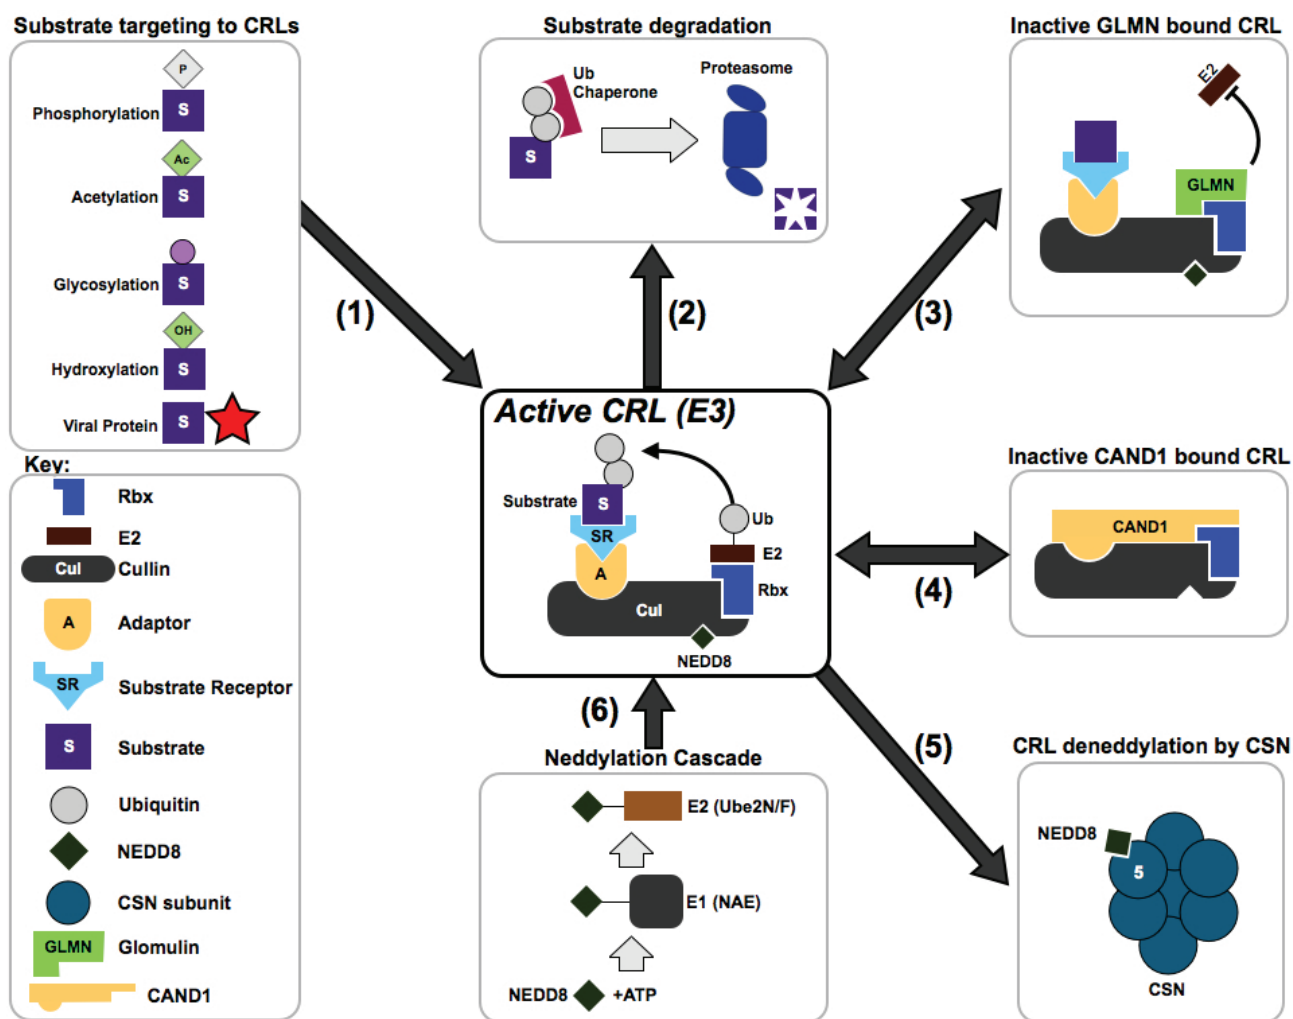 Substrate targeting to CRLs
P
Phosphorylation
S
Ac
Acetylation
S
Glycosylation
S
OH
Hydroxylation
S
Viral Protein
S
Substrate degradation
Ub
Chaperone
S
Proteasome
Inactive GLMN bound CRL
E2
GLMN
(1)
(2)
(3)
Active CRL (E3)
Substrate
S
SR
A
Cul
Ub
E2
Rbx
NEDD8
Inactive CAND1 bound CRL
CAND1
(4)
(5)
(6)
Key:
Rbx
E2
Cul
Cullin
A
Adaptor
SR
Substrate Receptor
S
Substrate
Ubiquitin
NEDD8
CSN subunit
GLMN
Glomulin
CAND1
Neddylation Cascade
E2 (Ube2N/F)
E1 (NAE)
NEDD8
+ATP
CRL deneddylation by CSN
NEDD8
5
CSN